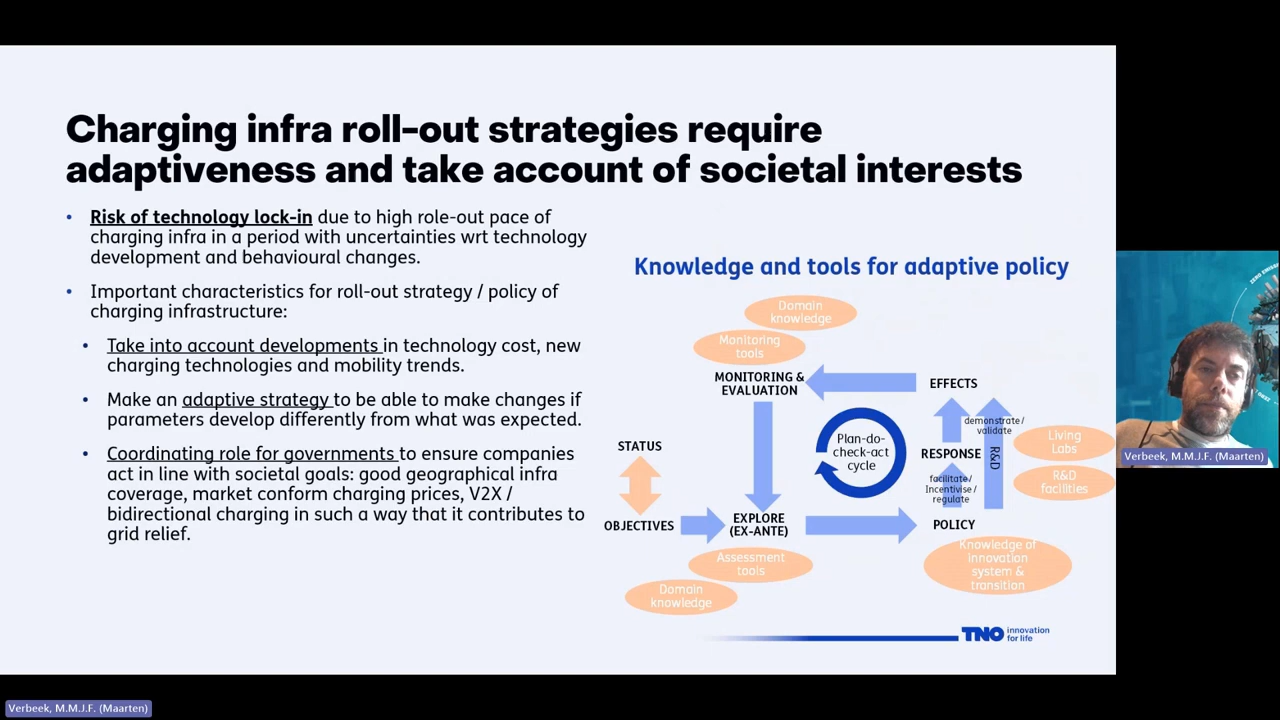 Charging infra roll-out strategies require
adaptiveness and take account of societal interests
• Risk of technology lock-in due to high role-out pace of
charging infra in a period with uncertainties wrt technology
development and behavioural changes.
• Important characteristics for roll-out strategy / policy of
charging infrastructure:
• Take into account developments in technology cost, new
charging technologies and mobility trends.
• Make an adaptive strategy to be able to make changes if
parameters develop differently from what was expected.
• Coordinating role for governments to ensure companies
act in line with societal goals: good geographical infra
coverage, market conform charging prices, V2X /
bidirectional charging in such a way that it contributes to
grid relief.
Knowledge and tools for adaptive policy
Domain
knowledge
Monitoring
tools
MONITORING &
EVALUATION
EFFECTS
demonstrate /
validate
Plan-do-
check-act
cycle
STATUS
RESPONSE
R&D
Living
Labs
R&D
facilities
facilitate/
Incentivise /
regulate
OBJECTIVES
EXPLORE
(EX-ANTE)
POLICY
Assessment
tools
Knowledge of
innovation
system &
transition
Domain
knowledge
TNO innovation
for life
Verbeek, M.M.J.F. (Maarten)
Verbeek, M.M.J.F. (Maarten)